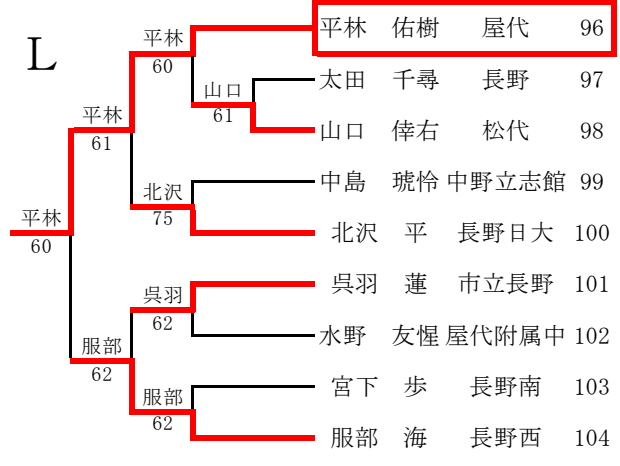 L
平林 佑樹 屋代 96
太田 千尋 長野 97
山口 倖右 松代 98
中島 琥怜 中野立志館 99
北沢 平 長野日大 100
呉羽 蓮 市立長野 101
水野 友惺 屋代附属中 102
宮下 歩 長野南 103
服部 海 長野西 104
平林
60
山口
61
平林
61
北沢
75
平林
60
呉羽
62
服部
62
服部
62